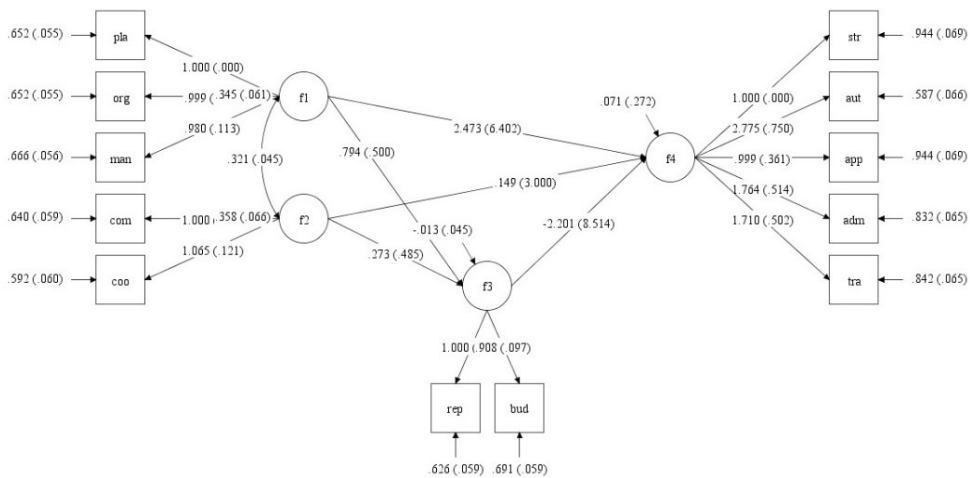 .652 (.055)
pla
1.000 (.000)
.652 (.055)
org
.999 (
.345 (.061)
f1
.666 (.056)
man
.980 (.113)
.321 (.045)
.640 (.059)
com
1.000 (
.358 (.066)
f2
.592 (.060)
coo
1.065 (.121)
2.473 (6.402)
.794 (.500)
.149 (3.000)
.273 (.485)
-.013 (.045)
f3
-2.201 (8.514)
.071 (.272)
f4
1.000 (
.908 (.097)
rep
bud
.626 (.059)
.691 (.059)
1.000 (.000)
str
.944 (.069)
2.775 (.750)
aut
.587 (.066)
.999 (.361)
app
.944 (.069)
1.764 (.514)
adm
.832 (.065)
1.710 (.502)
tra
.842 (.065)